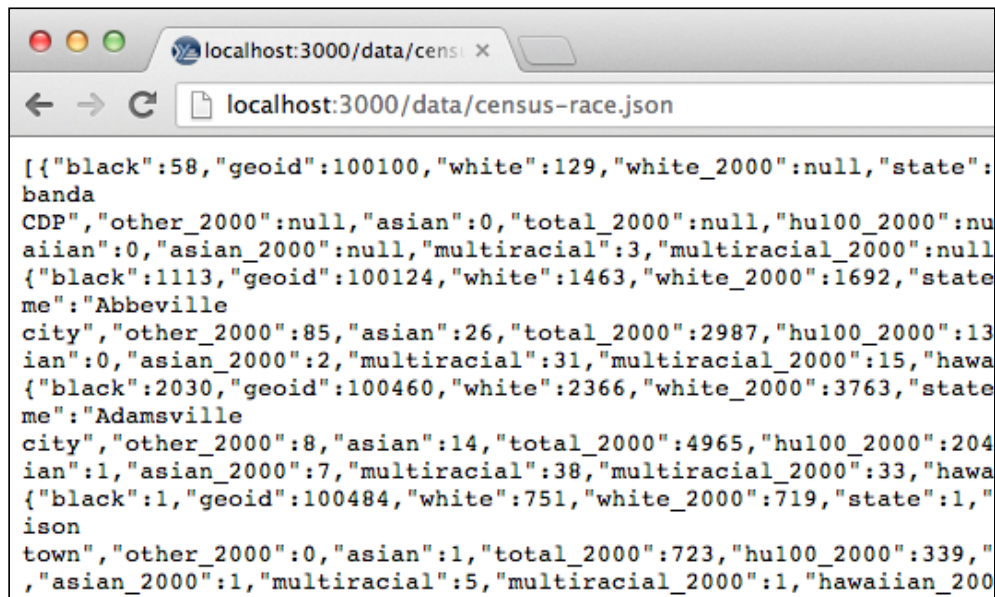 localhost:3000/data/cens
localhost:3000/data/census-race.json
[{"black":58,"geoid":100100,"white":129,"white_2000":null,"state":
banda
CDP","other_2000":null,"asian":0,"total_2000":null,"hu100_2000":nu
aiian":0,"asian_2000":null,"multiracial":3,"multiracial_2000":null
{"black":1113,"geoid":100124,"white":1463,"white_2000":1692,"state
me":"Abbeville
city","other_2000":85,"asian":26,"total_2000":2987,"hu100_2000":13
ian":0,"asian_2000":2,"multiracial":31,"multiracial_2000":15,"hawa
{"black":2030,"geoid":100460,"white":2366,"white_2000":3763,"state
me":"Adamsville
city","other_2000":8,"asian":14,"total_2000":4965,"hu100_2000":204
ian":1,"asian_2000":7,"multiracial":38,"multiracial_2000":33,"hawa
{"black":1,"geoid":100484,"white":751,"white_2000":719,"state":1,"
ison
town","other_2000":0,"asian":1,"total_2000":723,"hu100_2000":339,"
,"asian_2000":1,"multiracial":5,"multiracial_2000":1,"hawaiian_200